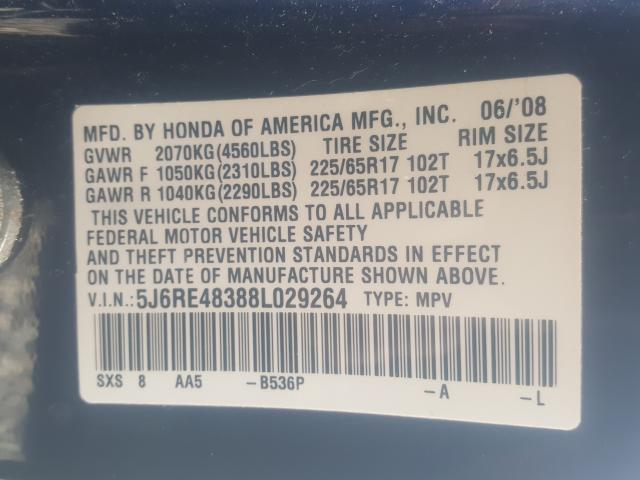 MFD. BY HONDA OF AMERICA MFG., INC. 06/'08
GVWR 2070KG(4560LBS) TIRE SIZE RIM SIZE
GAWR F 1050KG(2310LBS) 225/65R17 102T 17x6.5J
GAWR R 1040KG(2290LBS) 225/65R17 102T 17x6.5J
THIS VEHICLE CONFORMS TO ALL APPLICABLE
FEDERAL MOTOR VEHICLE SAFETY
AND THEFT PREVENTION STANDARDS IN EFFECT
ON THE DATE OF MANUFACTURE SHOWN ABOVE.
V.I.N.:5J6RE48388L029264 TYPE: MPV
SXS 8 AA5 -B536P -A -L